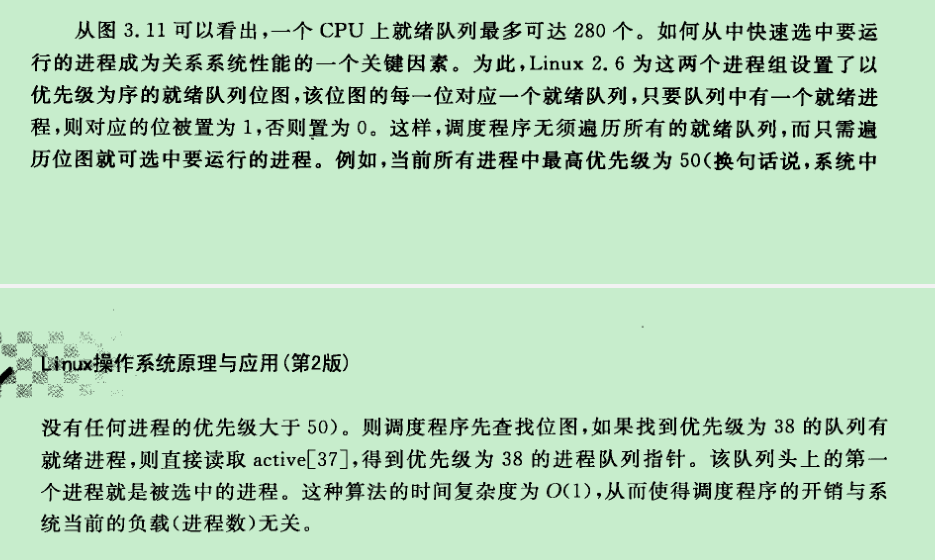 从图 3.11 可以看出,一个 CPU 上就绪队列最多可达 280 个。如何从中快速选中要运
行的进程成为关系系统性能的一个关键因素。为此,Linux 2.6 为这两个进程组设置了以
优先级为序的就绪队列位图,该位图的每一位对应一个就绪队列,只要队列中有一个就绪进
程,则对应的位被置为 1,否则置为 0。这样,调度程序无须遍历所有的就绪队列,而只需遍
历位图就可选中要运行的进程。例如,当前所有进程中最高优先级为 50(换句话说,系统中
Linux操作系统原理与应用(第2版)
没有任何进程的优先级大于 50)。则调度程序先查找位图,如果找到优先级为 38 的队列有
就绪进程,则直接读取 active[37],得到优先级为 38 的进程队列指针。该队列头上的第一
个进程就是被选中的进程。这种算法的时间复杂度为 O(1),从而使得调度程序的开销与系
统当前的负载(进程数)无关。